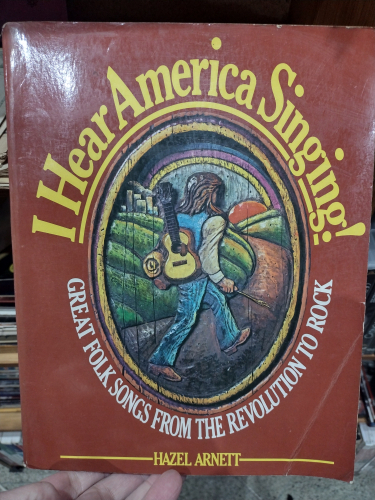 I Hear America Singing!
GREAT FOLK SONGS FROM THE REVOLUTION TO ROCK
HAZEL ARNETT